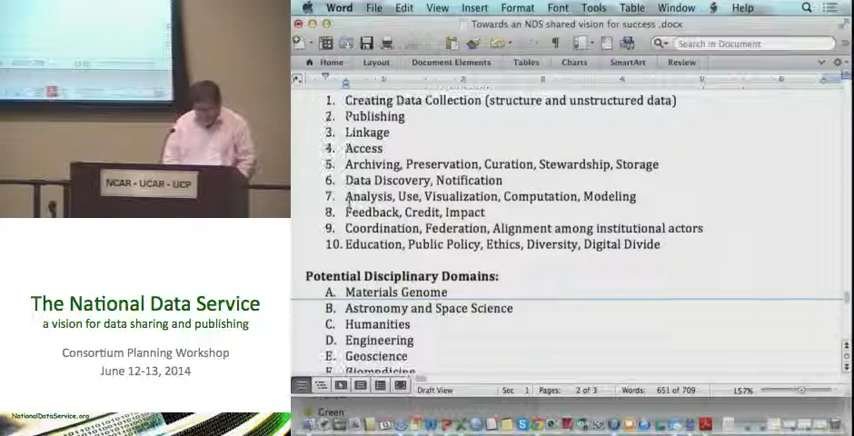 NCAR - UCAR - UCP
The National Data Service
a vision for data sharing and publishing
Consortium Planning Workshop
June 12-13, 2014
NationalDataService.org
Word File Edit View Insert Format Font Tools Table Window Help
Towards an NDS shared vision for success .docx
Search in Document
Home Layout Document Elements Tables Charts SmartArt Review
1. Creating Data Collection (structure and unstructured data)
2. Publishing
3. Linkage
4. Access
5. Archiving, Preservation, Curation, Stewardship, Storage
6. Data Discovery, Notification
7. Analysis, Use, Visualization, Computation, Modeling
8. Feedback, Credit, Impact
9. Coordination, Federation, Alignment among institutional actors
10. Education, Public Policy, Ethics, Diversity, Digital Divide
Potential Disciplinary Domains:
A. Materials Genome
B. Astronomy and Space Science
C. Humanities
D. Engineering
E. Geoscience
F. Biomedicine
Draft View Sec 1 Pages: 2 of 3 Words: 651 of 709 157%
Green